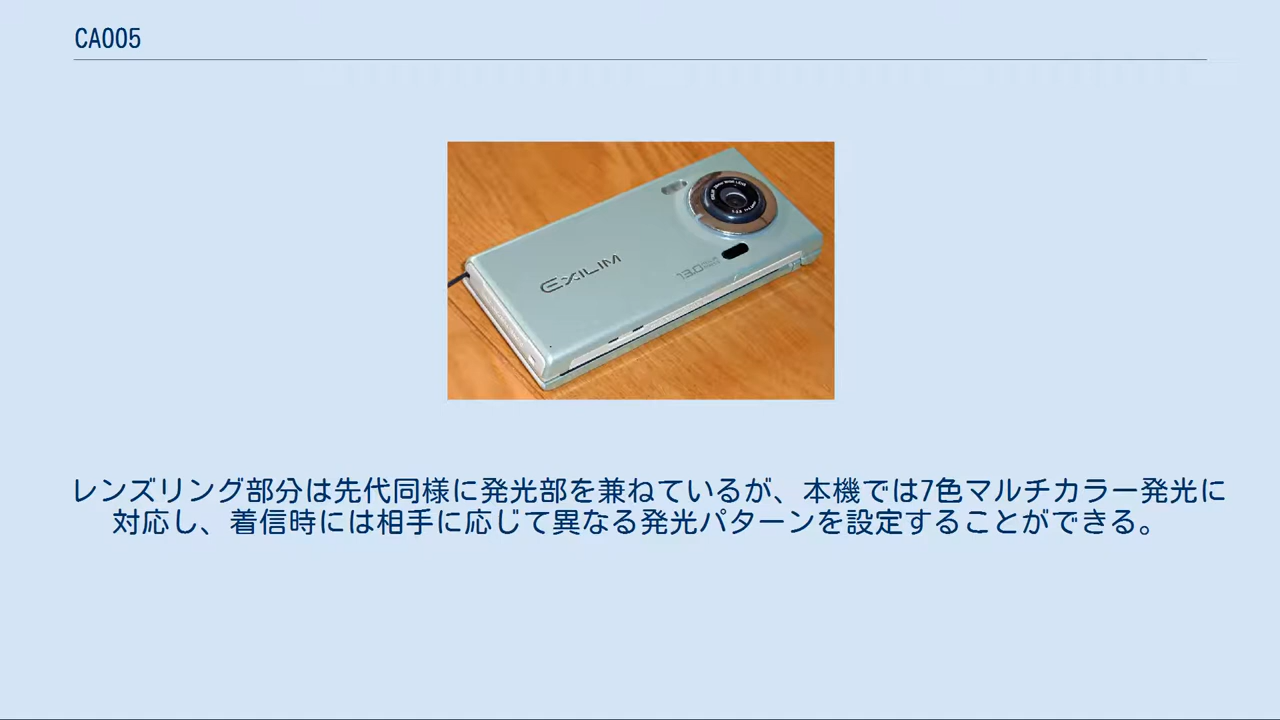 CA005
EXILIM
レンズリング部分は先代同様に発光部を兼ねているが、本機では7色マルチカラー発光に
対応し、着信時には相手に応じて異なる発光パターンを設定することができる。